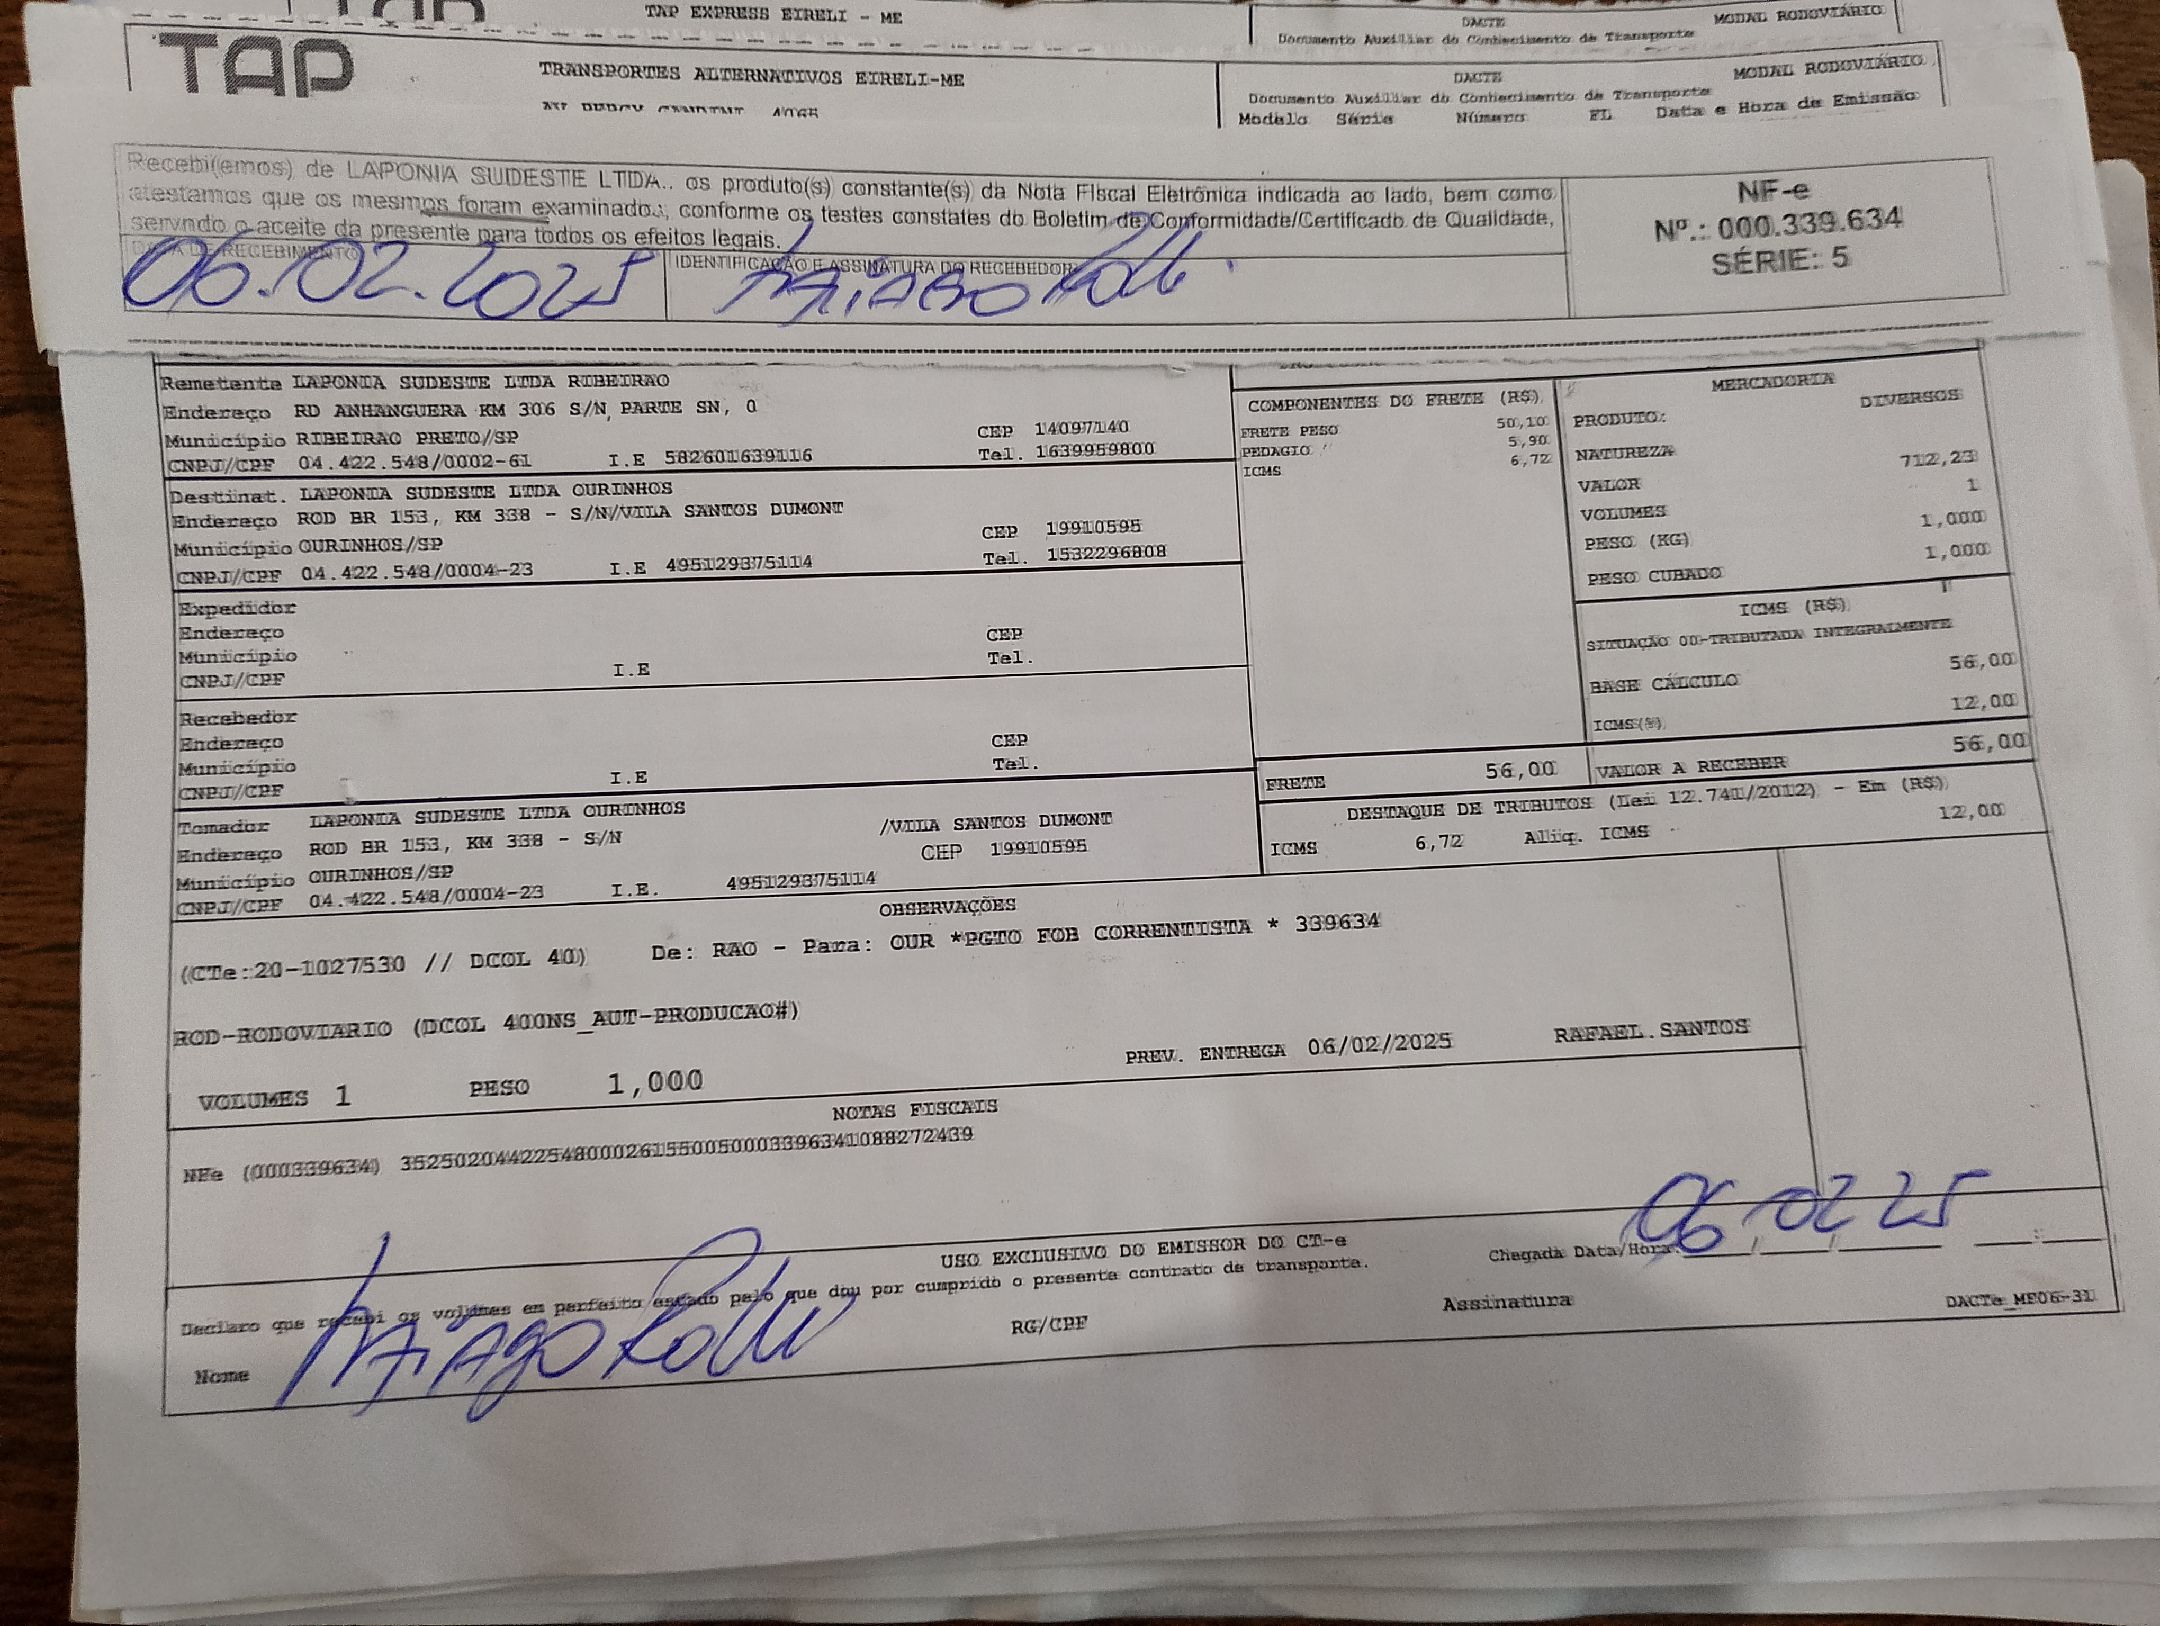 TAP EXPRESS EIRELI - ME
DACTE
MODAL RODOVIÁRIO
Documento Auxiliar do Conhecimento de Transporte
TAP
TRANSPORTES ALTERNATIVOS EIRELI-ME
DACTE
MODAL RODOVIÁRIO
Documento Auxiliar do Conhecimento de Transporte
Modelo Série Número FL Data e Hora de Emissão
Recebi(emos) de LAPONIA SUDESTE LTDA.. os produto(s) constante(s) da Nota Fiscal Eletrônica indicada ao lado, bem como
atestamos que os mesmos foram examinados, conforme os testes constates do Boletim de Conformidade/Certificado de Qualidade,
servndo o aceite da presente para todos os efeitos legais.
NF-e
Nº.: 000.339.634
SÉRIE: 5
DATA DE RECEBIMENTO
IDENTIFICAÇÃO E ASSINATURA DO RECEBEDOR
06.02.2025
Remetente LAPONIA SUDESTE LTDA RIBEIRAO
Endereço RD ANHANGUERA KM 306 S/N, PARTE SN, 0
Município RIBEIRAO PRETO/SP CEP 14097140
CNPJ/CPF 04.422.548/0002-61 I.E 582601639116 Tel. 1639959800
Destinat. LAPONIA SUDESTE LTDA OURINHOS
Endereço ROD BR 153, KM 338 - S/N/VILA SANTOS DUMONT
Município OURINHOS/SP CEP 19910595
CNPJ/CPF 04.422.548/0004-23 I.E 495129375114 Tel. 1532296808
Expedidor
Endereço
Município CEP
CNPJ/CPF I.E Tel.
Recebedor
Endereço
Município CEP
CNPJ/CPF I.E Tel.
Tomador LAPONIA SUDESTE LTDA OURINHOS
Endereço ROD BR 153, KM 338 - S/N /VILA SANTOS DUMONT
Município OURINHOS/SP CEP 19910595
CNPJ/CPF 04.422.548/0004-23 I.E. 495129375114
COMPONENTES DO FRETE (R$)
FRETE PESO 50,10
PEDAGIO 5,90
ICMS 6,72
MERCADORIA
PRODUTO: DIVERSOS
NATUREZA
VALOR 712,23
VOLUMES 1
PESO (KG) 1,000
PESO CUBADO 1,000
ICMS (R$)
SITUAÇÃO 00-TRIBUTADA INTEGRALMENTE
BASE CÁLCULO 56,00
ICMS(%) 12,00
FRETE 56,00 VALOR A RECEBER 56,00
DESTAQUE DE TRIBUTOS (Lei 12.741/2012) - Em (R$)
ICMS 6,72 Aliq. ICMS 12,00
OBSERVAÇÕES
(CTe:20-1027530 // DCOL 40) De: RAO - Para: OUR *PGTO FOB CORRENTISTA * 339634
ROD-RODOVIARIO (DCOL 400NS_AUT-PRODUCAO#)
PREV. ENTREGA 06/02/2025 RAFAEL.SANTOS
VOLUMES 1 PESO 1,000
NOTAS FISCAIS
NFe (000339634) 35250204422548000261550050003396341088272439
USO EXCLUSIVO DO EMISSOR DO CT-e
Declaro que recebi os volumes em perfeito estado pelo que dou por cumprido o presente contrato de transporte.
Chegada Data/Hora: 06 02 25
Nome RG/CPF Assinatura
DACTe_MF06-31